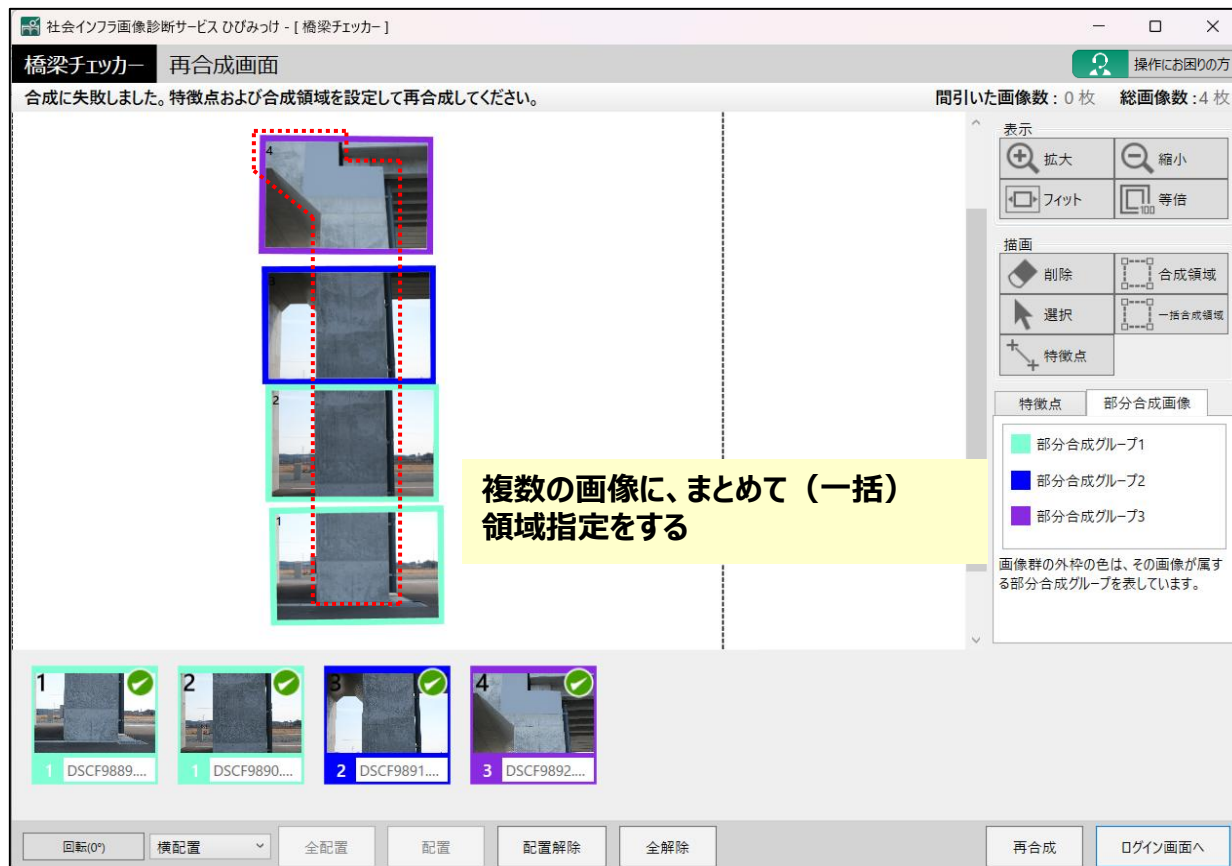 社会インフラ画像診断サービス ひびみっけ - [ 橋梁チェッカー ]
橋梁チェッカー 再合成画面
操作にお困りの方
合成に失敗しました。特徴点および合成領域を設定して再合成してください。
間引いた画像数 : 0 枚 総画像数 :4 枚
表示
拡大 縮小
フィット 等倍
100
描画
削除 合成領域
選択 一括合成領域
特徴点
特徴点 部分合成画像
部分合成グループ1
部分合成グループ2
部分合成グループ3
画像群の外枠の色は、その画像が属す
る部分合成グループを表しています。
4
3
2
1
複数の画像に、まとめて（一括）
領域指定をする
1 2 3 4
1 DSCF9889.... 1 DSCF9890.... 2 DSCF9891.... 3 DSCF9892....
回転(0°) 横配置 全配置 配置 配置解除 全解除 再合成 ログイン画面へ